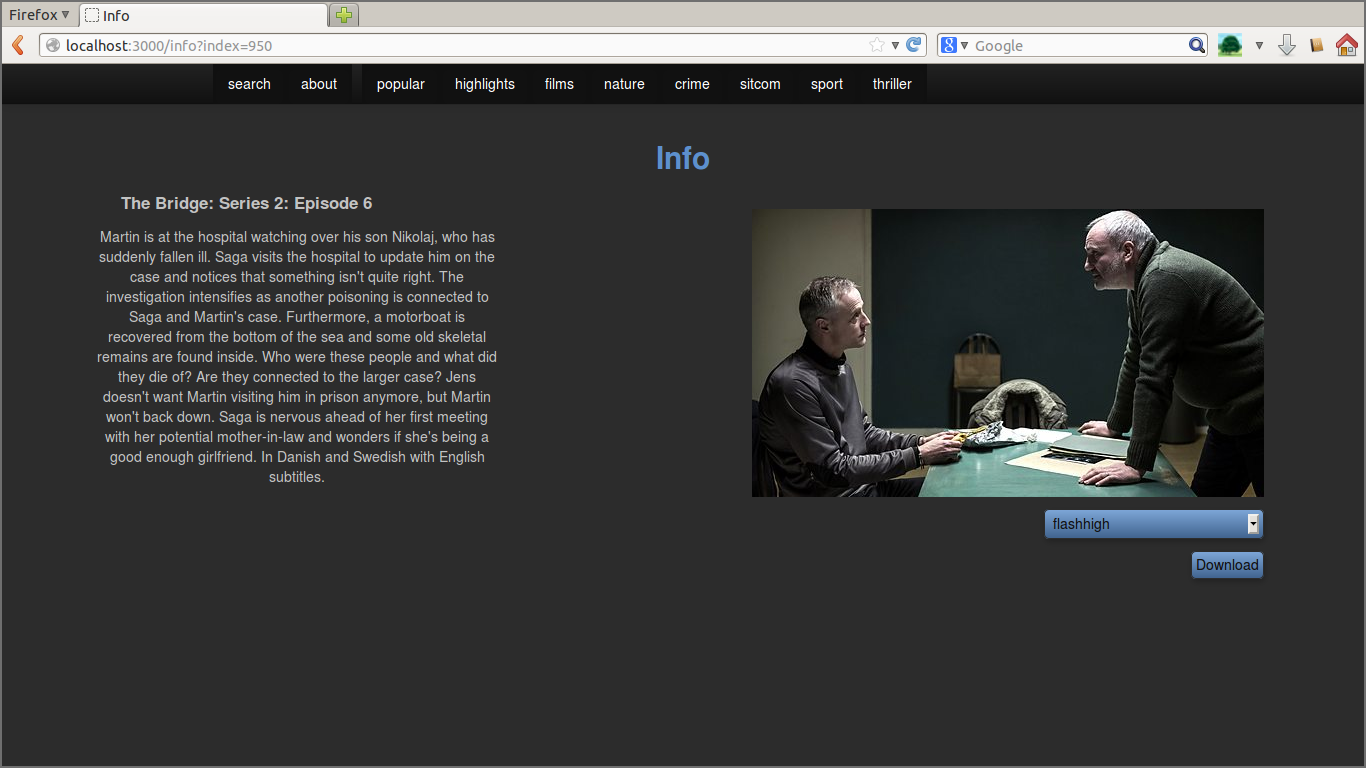 Firefox
Info
localhost:3000/info?index=950
Google
search about popular highlights films nature crime sitcom sport thriller
Info
The Bridge: Series 2: Episode 6
Martin is at the hospital watching over his son Nikolaj, who has
suddenly fallen ill. Saga visits the hospital to update him on the
case and notices that something isn't quite right. The
investigation intensifies as another poisoning is connected to
Saga and Martin's case. Furthermore, a motorboat is
recovered from the bottom of the sea and some old skeletal
remains are found inside. Who were these people and what did
they die of? Are they connected to the larger case? Jens
doesn't want Martin visiting him in prison anymore, but Martin
won't back down. Saga is nervous ahead of her first meeting
with her potential mother-in-law and wonders if she's being a
good enough girlfriend. In Danish and Swedish with English
subtitles.
flashhigh
Download